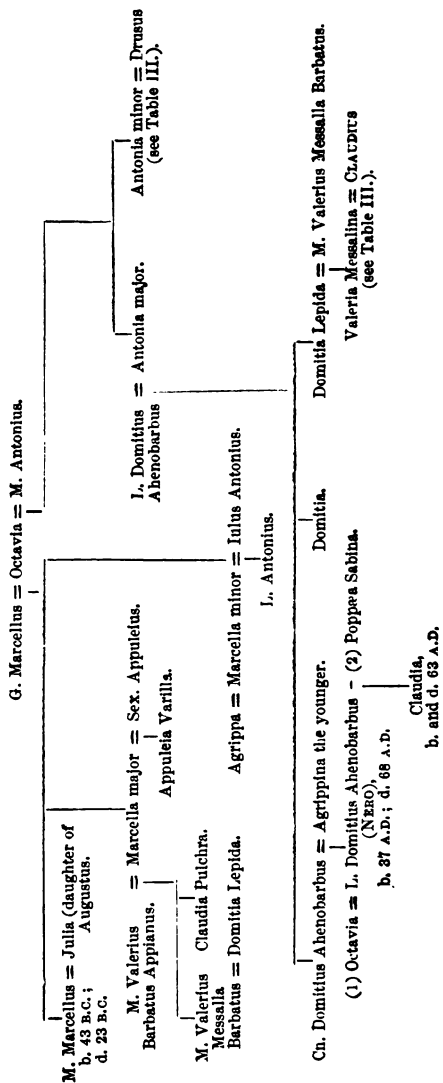 G. Marcellus = Octavia = M. Antonius.
M. Marcellus = Julia (daughter of
b. 43 B.C.; Augustus.
d. 23 B.C.
M. Valerius = Marcella major = Sex. Appuleius.
Barbatus Appianus.
Appuleia Varilla.
M. Valerius Claudia Pulchra.
Messalla
Barbatus = Domitia Lepida.
Agrippa = Marcella minor = Iulus Antonius.
L. Antonius.
L. Domitius = Antonia major.
Ahenobarbus
Antonia minor = Drusus
(see Table III.).
Cn. Domitius Ahenobarbus = Agrippina the younger.
Domitia.
Domitia Lepida = M. Valerius Messalla Barbatus.
(1) Octavia = L. Domitius Ahenobarbus – (2) Poppæa Sabina.
(NERO),
b. 37 A.D.; d. 68 A.D.
Valeria Messalina = CLAUDIUS
(see Table III.).
Claudia,
b. and d. 63 A.D.